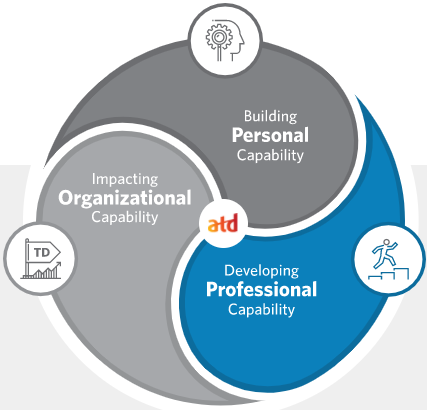 Building
Personal
Capability
Impacting
Organizational
Capability
atd
TD
Developing
Professional
Capability